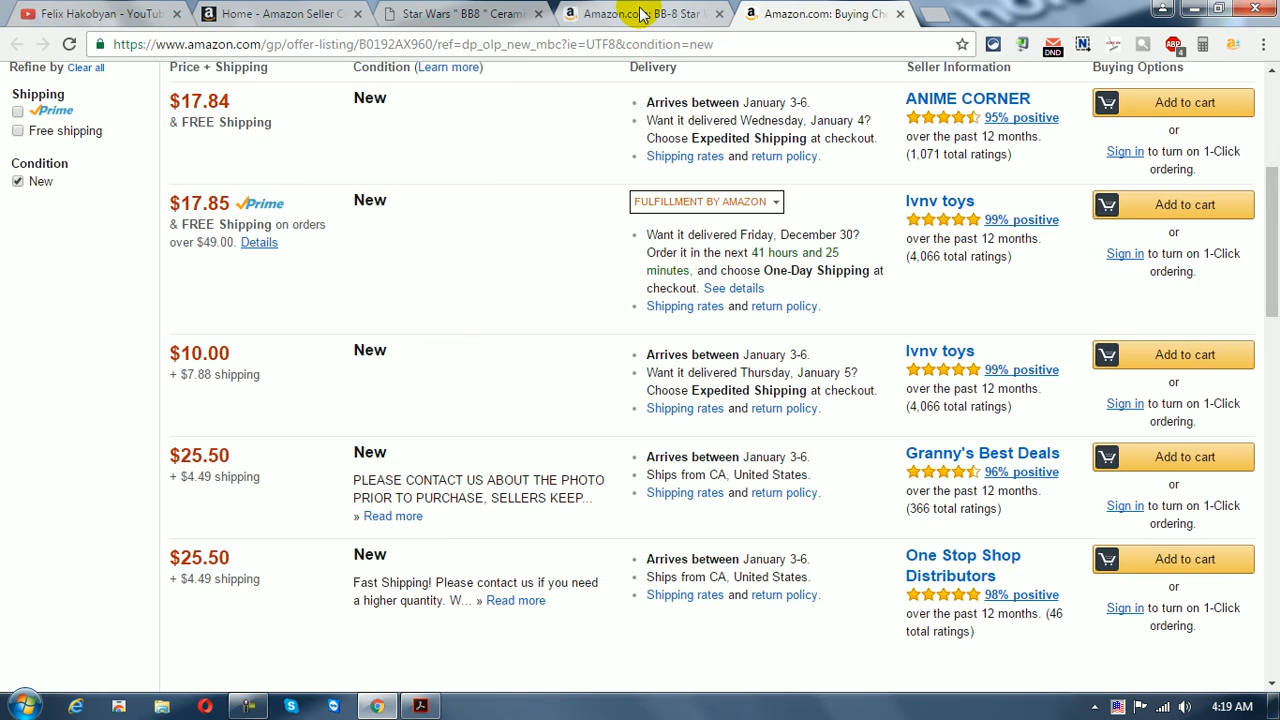 Felix Hakobyan - YouTub
Home - Amazon Seller C
Star Wars " BB8 " Ceram
Amazon.com: BB-8 Star W
Amazon.com: Buying Cho
https://www.amazon.com/gp/offer-listing/B01C2AX360/ref=dp_olp_new_mbc?ie=UTF8&condition=new
DND
ABP
4
Refine by Clear all
Price + Shipping
Condition (Learn more)
Delivery
Seller Information
Buying Options
Shipping
Prime
Free shipping
Condition
New
$17.84
& FREE Shipping
New
Arrives between January 3-6.
Want it delivered Wednesday, January 4?
Choose Expedited Shipping at checkout.
Shipping rates and return policy.
ANIME CORNER
95% positive
over the past 12 months.
(1,071 total ratings)
Add to cart
or
Sign in to turn on 1-Click
ordering.
$17.85 Prime
& FREE Shipping on orders
over $49.00. Details
New
FULFILLMENT BY AMAZON
Want it delivered Friday, December 30?
Order it in the next 41 hours and 25
minutes, and choose One-Day Shipping at
checkout. See details
Shipping rates and return policy.
lvnv toys
99% positive
over the past 12 months.
(4,066 total ratings)
Add to cart
or
Sign in to turn on 1-Click
ordering.
$10.00
+ $7.88 shipping
New
Arrives between January 3-6.
Want it delivered Thursday, January 5?
Choose Expedited Shipping at checkout.
Shipping rates and return policy.
lvnv toys
99% positive
over the past 12 months.
(4,066 total ratings)
Add to cart
or
Sign in to turn on 1-Click
ordering.
$25.50
+ $4.49 shipping
New
PLEASE CONTACT US ABOUT THE PHOTO
PRIOR TO PURCHASE, SELLERS KEEP...
» Read more
Arrives between January 3-6.
Ships from CA, United States.
Shipping rates and return policy.
Granny's Best Deals
96% positive
over the past 12 months.
(366 total ratings)
Add to cart
or
Sign in to turn on 1-Click
ordering.
$25.50
+ $4.49 shipping
New
Fast Shipping! Please contact us if you need
a higher quantity. W... » Read more
Arrives between January 3-6.
Ships from CA, United States.
Shipping rates and return policy.
One Stop Shop
Distributors
98% positive
over the past 12 months. (46
total ratings)
Add to cart
or
Sign in to turn on 1-Click
ordering.
4:19 AM